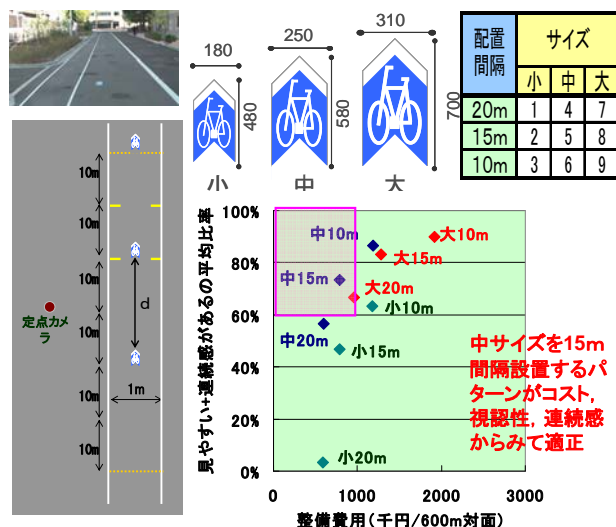 180
480
小
250
580
中
310
700
大
配置間隔
サイズ
小 中 大
20m 1 4 7
15m 2 5 8
10m 3 6 9
10m
10m
10m
10m
10m
10m
d
1m
定点カメ
ラ
見やすい+連続感があるの平均比率
100%
80%
60%
40%
20%
0%
中10m
大10m
大15m
中15m
大20m
小10m
中20m
小15m
小20m
中サイズを15m
間隔設置するパ
ターンがコスト,
視認性, 連続感
からみて適正
0 1000 2000 3000
整備費用(千円/600m対面)